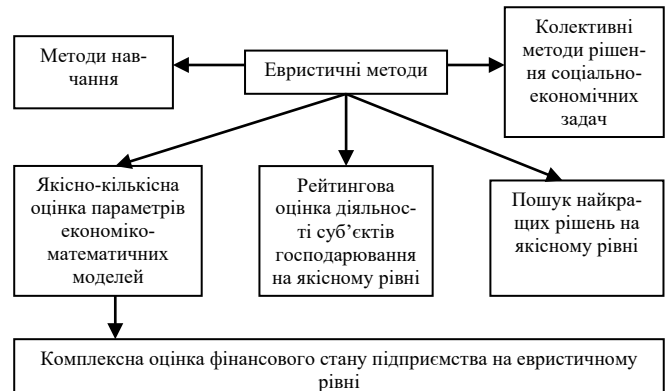 Методи нав-
чання
Евристичні методи
Колективні
методи рішен-
ня соціально-
економічних
задач
Якісно-кількісна
оцінка параметрів
економіко-
математичних
моделей
Рейтингова
оцінка діяльнос-
ті суб’єктів
господарювання
на якісному рівні
Пошук найкра-
щих рішень на
якісному рівні
Комплексна оцінка фінансового стану підприємства на евристичному
рівні